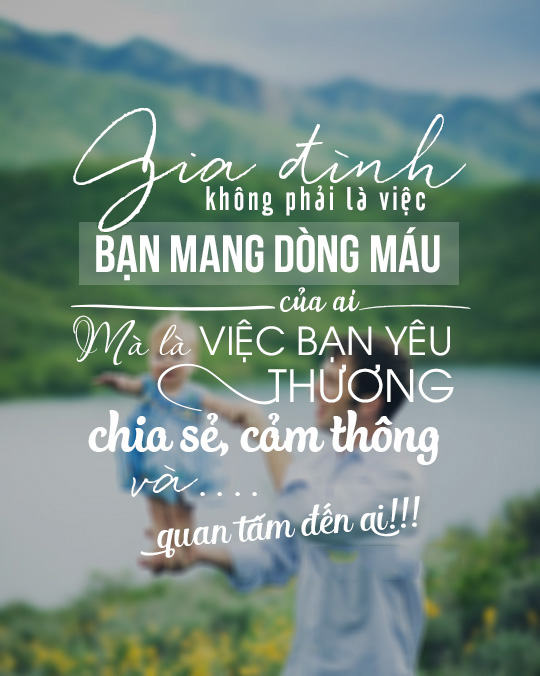 Gia đình
không phải là việc
BẠN MANG DÒNG MÁU
của ai
Mà là VIỆC BẠN YÊU
THƯƠNG
chia sẻ, cảm thông
và....
quan tấm đến ai!!!